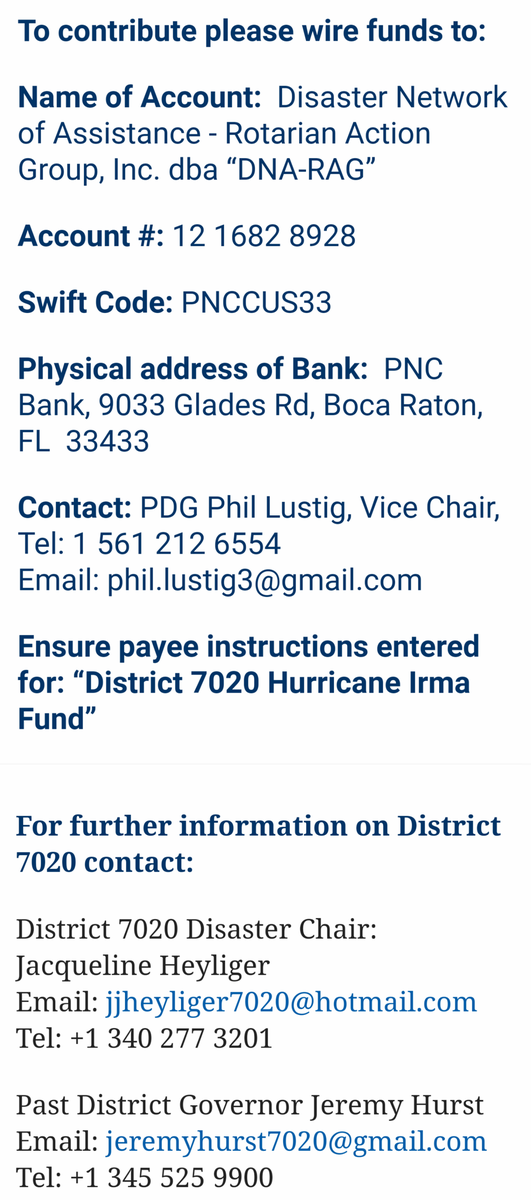 To contribute please wire funds to:
Name of Account:  Disaster Network
of Assistance - Rotarian Action
Group, Inc. dba “DNA-RAG”
Account #: 12 1682 8928
Swift Code: PNCCUS33
Physical address of Bank:  PNC
Bank, 9033 Glades Rd, Boca Raton,
FL  33433
Contact: PDG Phil Lustig, Vice Chair,
Tel: 1 561 212 6554
Email: phil.lustig3@gmail.com
Ensure payee instructions entered
for: “District 7020 Hurricane Irma
Fund”
For further information on District
7020 contact:
District 7020 Disaster Chair:
Jacqueline Heyliger
Email: jjheyliger7020@hotmail.com
Tel: +1 340 277 3201
Past District Governor Jeremy Hurst
Email: jeremyhurst7020@gmail.com
Tel: +1 345 525 9900